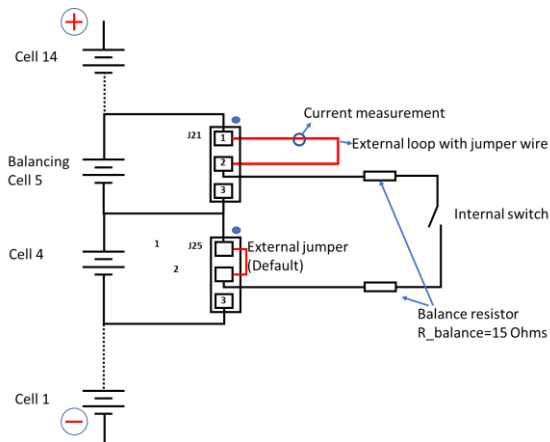 +
Cell 14
Current measurement
J21
1
External loop with jumper wire
2
Balancing
Cell 5
3
Internal switch
Cell 4
1
J25
External jumper
(Default)
2
3
Balance resistor
R_balance=15 Ohms
Cell 1
−